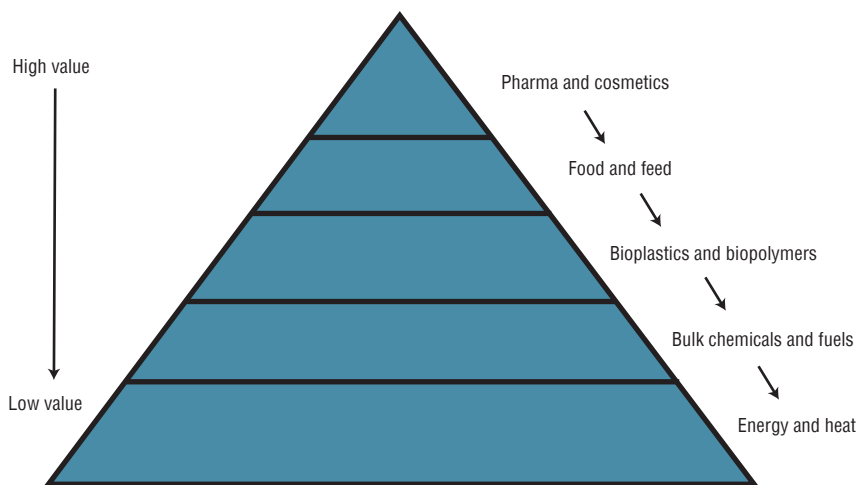 High value
Pharma and cosmetics
Food and feed
Bioplastics and biopolymers
Bulk chemicals and fuels
Low value
Energy and heat